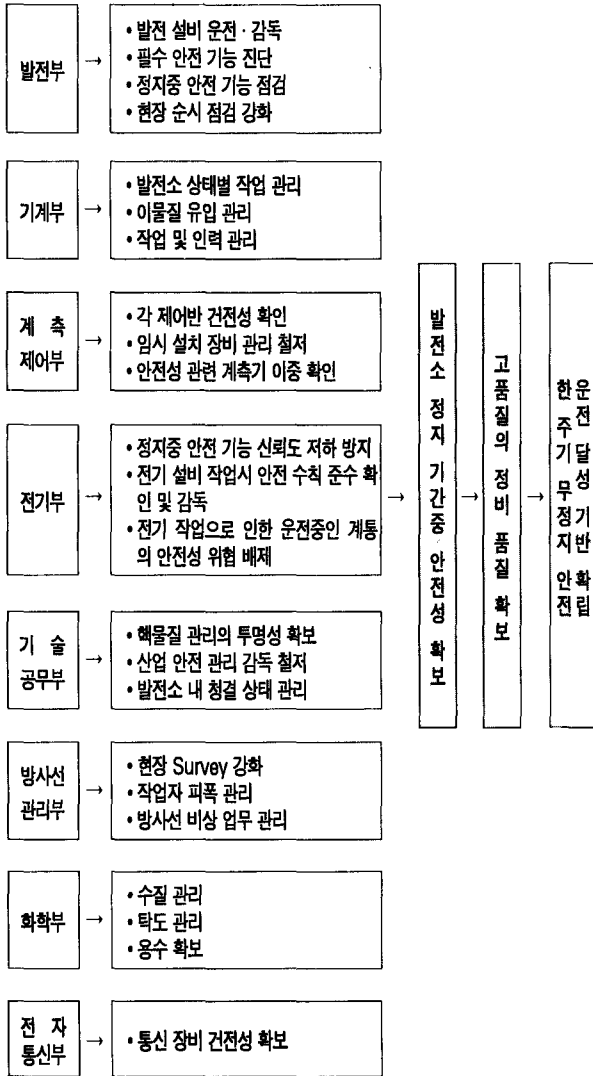 발전부
→
• 발전 설비 운전 · 감독
• 필수 안전 기능 진단
• 정지중 안전 기능 점검
• 현장 순시 점검 강화
기계부
→
• 발전소 상태별 작업 관리
• 이물질 유입 관리
• 작업 및 인력 관리
계 측
제어부
→
• 각 제어반 건전성 확인
• 임시 설치 장비 관리 철저
• 안전성 관련 계측기 이중 확인
전기부
→
• 정지중 안전 기능 신뢰도 저하 방지
• 전기 설비 작업시 안전 수칙 준수 확
인 및 감독
• 전기 작업으로 인한 운전중인 계통
의 안전성 위협 배제
기 술
공무부
→
• 핵물질 관리의 투명성 확보
• 산업 안전 관리 감독 철저
• 발전소 내 청결 상태 관리
방사선
관리부
→
• 현장 Survey 강화
• 작업자 피폭 관리
• 방사선 비상 업무 관리
화학부
→
• 수질 관리
• 탁도 관리
• 용수 확보
전 자
통신부
→
• 통신 장비 건전성 확보
→
발전소 정지 기간중 안전성 확보
→
고품질의 정비 품질 확보
→
한 주기 무정지 안전
운전 달성 기반 확립